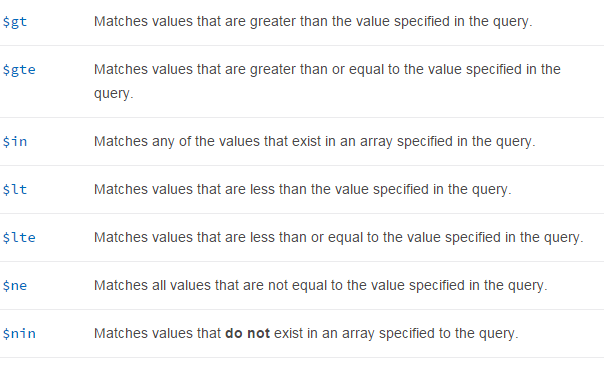 $gt Matches values that are greater than the value specified in the query.
$gte Matches values that are greater than or equal to the value specified in the
query.
$in Matches any of the values that exist in an array specified in the query.
$lt Matches values that are less than the value specified in the query.
$lte Matches values that are less than or equal to the value specified in the query.
$ne Matches all values that are not equal to the value specified in the query.
$nin Matches values that do not exist in an array specified to the query.